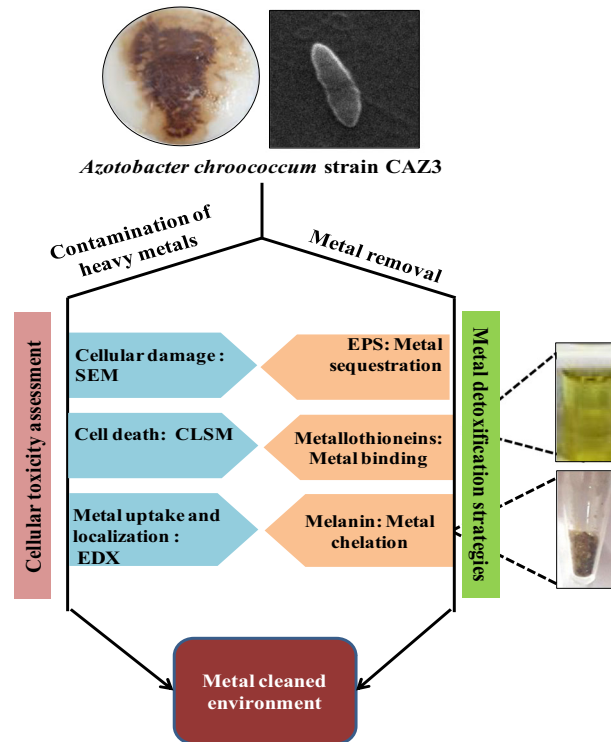 Azotobacter chroococcum strain CAZ3
Contamination of
heavy metals
Metal removal
Cellular toxicity assessment
Cellular damage :
SEM
Cell death: CLSM
Metal uptake and
localization :
EDX
EPS: Metal
sequestration
Metallothioneins:
Metal binding
Melanin: Metal
chelation
Metal detoxification strategies
Metal cleaned
environment